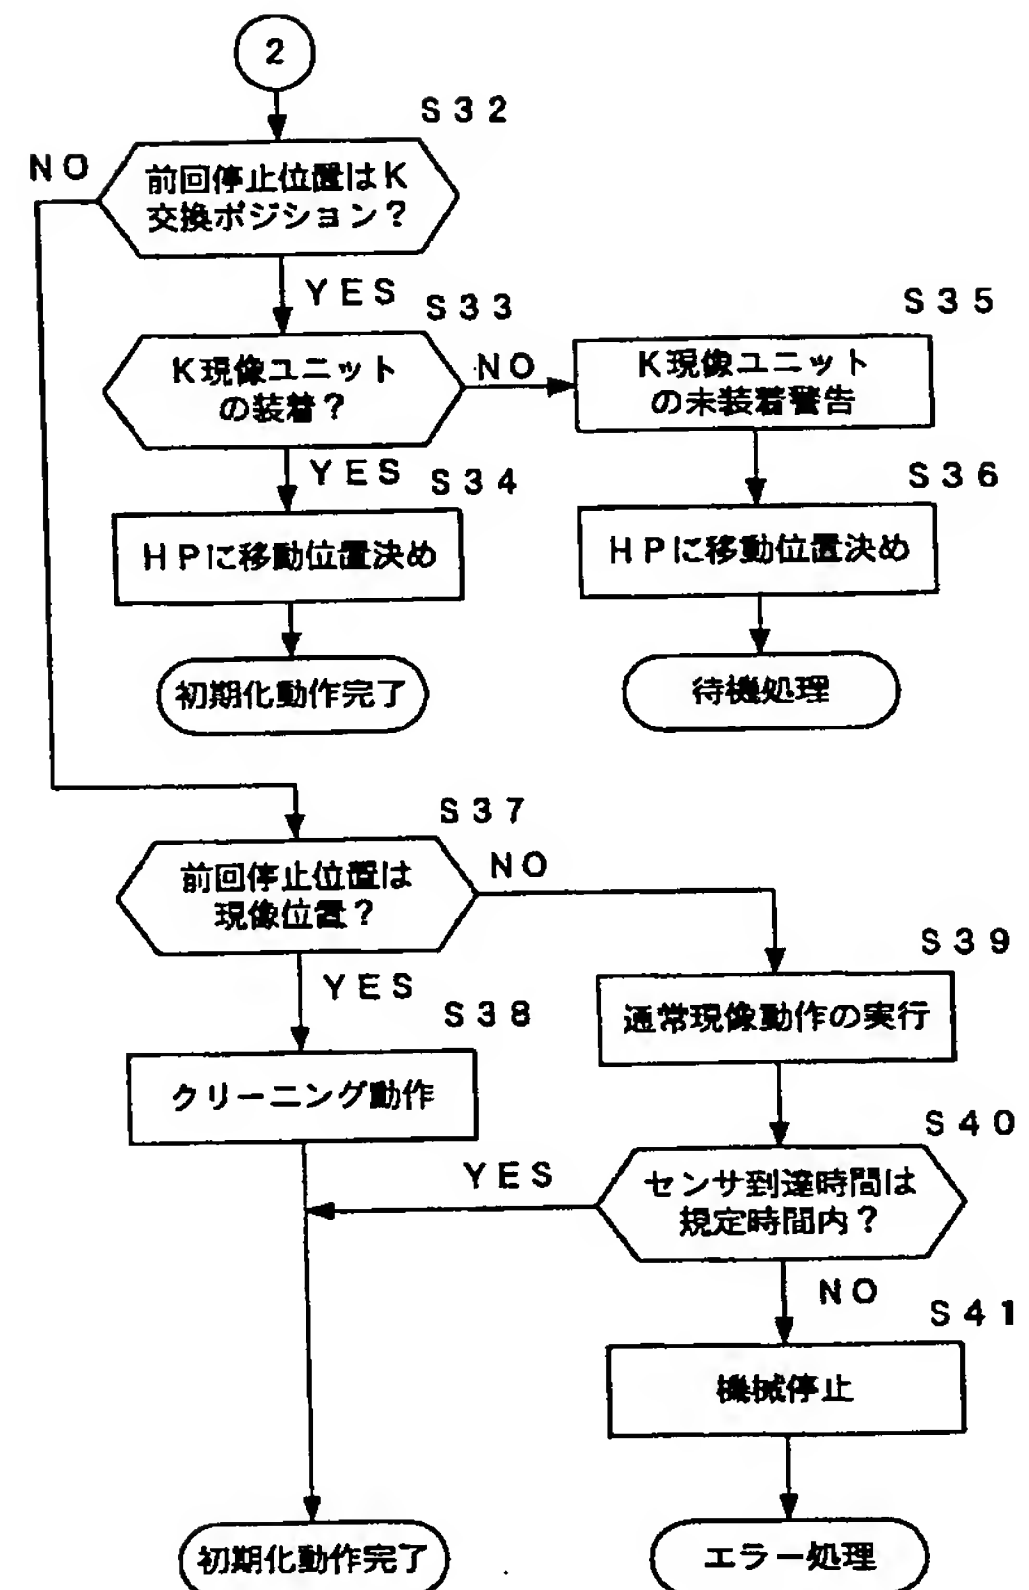 2
S32
NO
前回停止位置はK
交換ポジション?
YES
S33
K現像ユニット
の装着?
NO
S35
K現像ユニット
の未装着警告
YES
S34
HPに移動位置決め
S36
HPに移動位置決め
初期化動作完了
待機処理
S37
前回停止位置は
現像位置?
NO
YES
S38
クリーニング動作
S39
通常現像動作の実行
S40
センサ到達時間は
規定時間内?
YES
NO
S41
機械停止
初期化動作完了
エラー処理